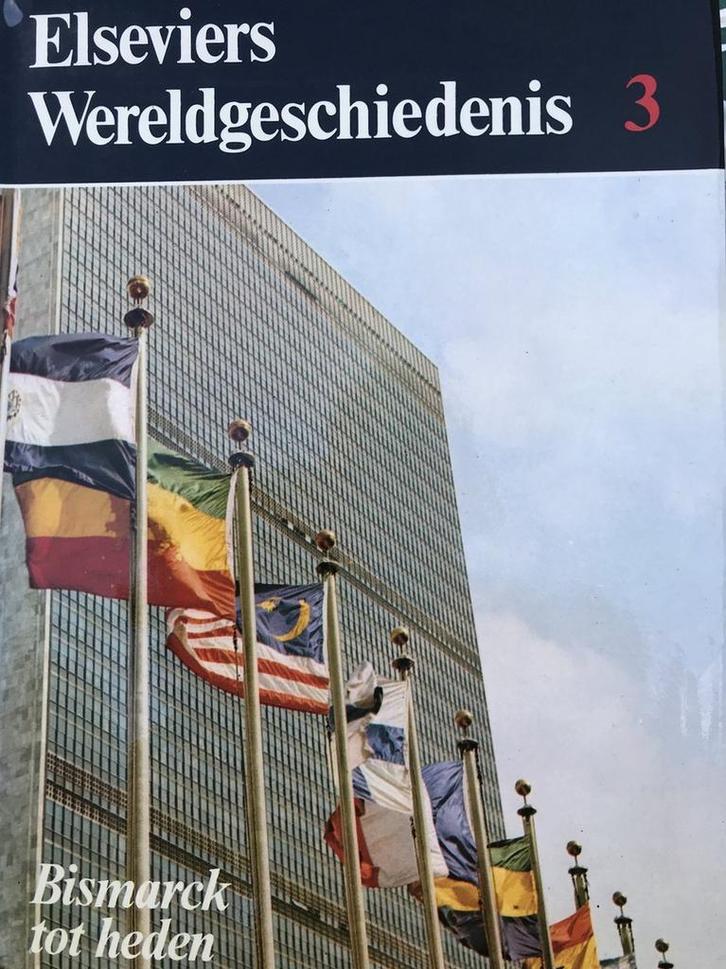 Elseviers
Wereldgeschiedenis 3
Bismarck
tot heden